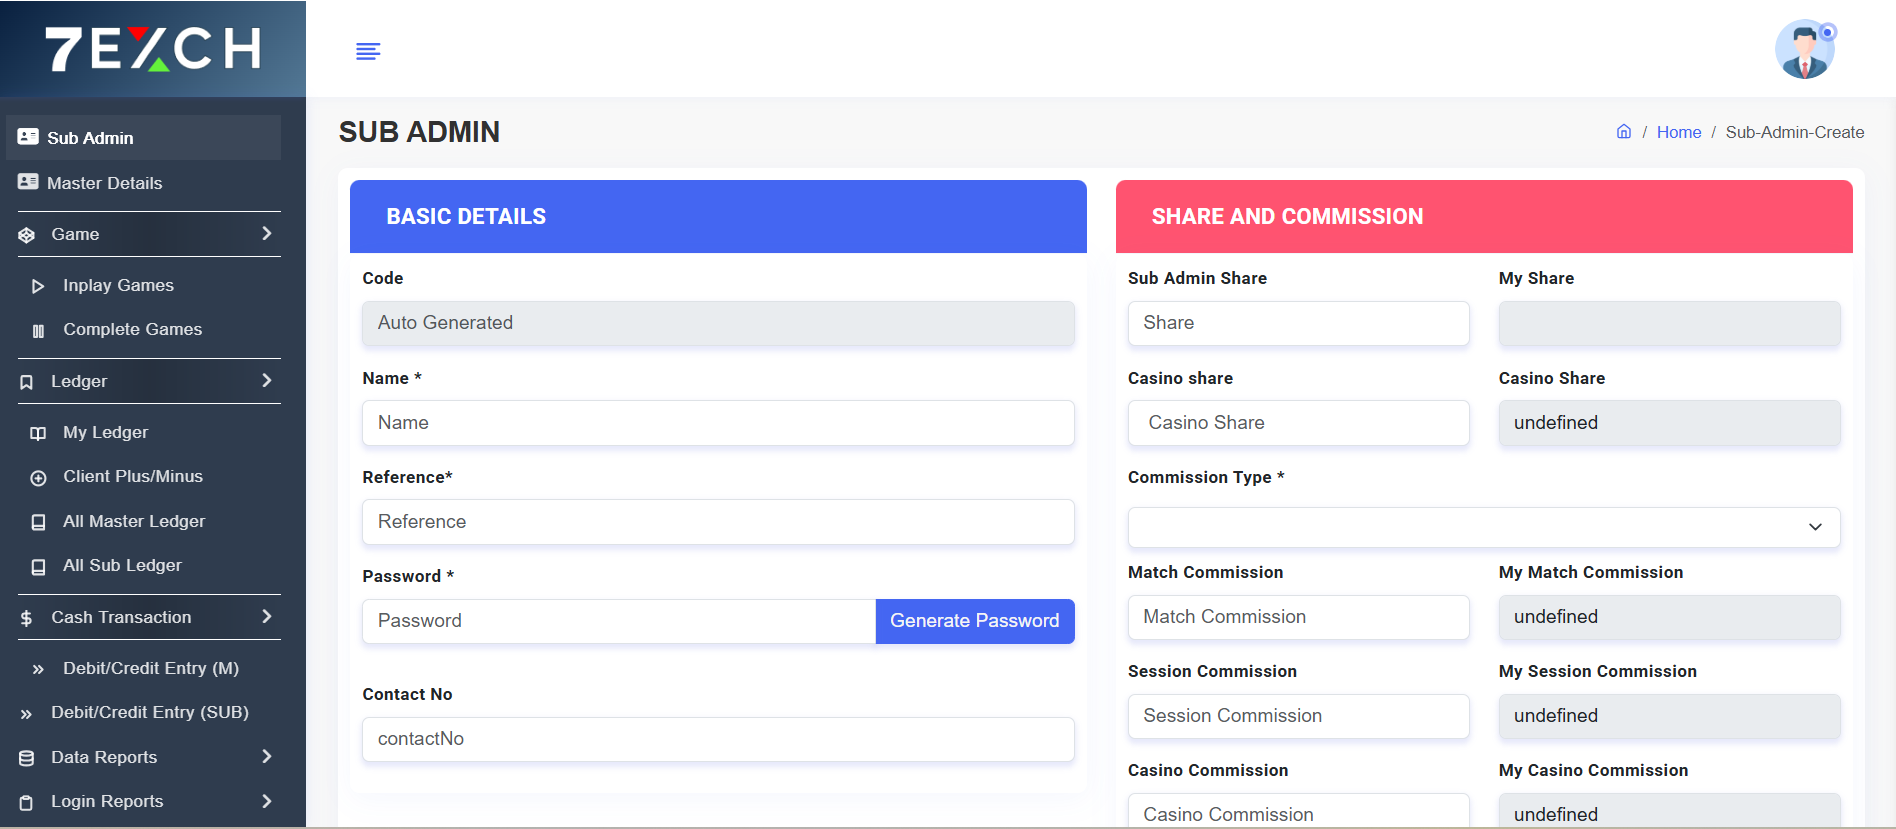 7EXCH
Sub Admin
Master Details
Game
Inplay Games
Complete Games
Ledger
My Ledger
Client Plus/Minus
All Master Ledger
All Sub Ledger
Cash Transaction
Debit/Credit Entry (M)
Debit/Credit Entry (SUB)
Data Reports
Login Reports
SUB ADMIN
/ Home / Sub-Admin-Create
BASIC DETAILS
Code
Auto Generated
Name *
Name
Reference*
Reference
Password *
Password
Generate Password
Contact No
contactNo
SHARE AND COMMISSION
Sub Admin Share
My Share
Share
Casino share
Casino Share
Casino Share
undefined
Commission Type *
Match Commission
My Match Commission
Match Commission
undefined
Session Commission
My Session Commission
Session Commission
undefined
Casino Commission
My Casino Commission
Casino Commission
undefined